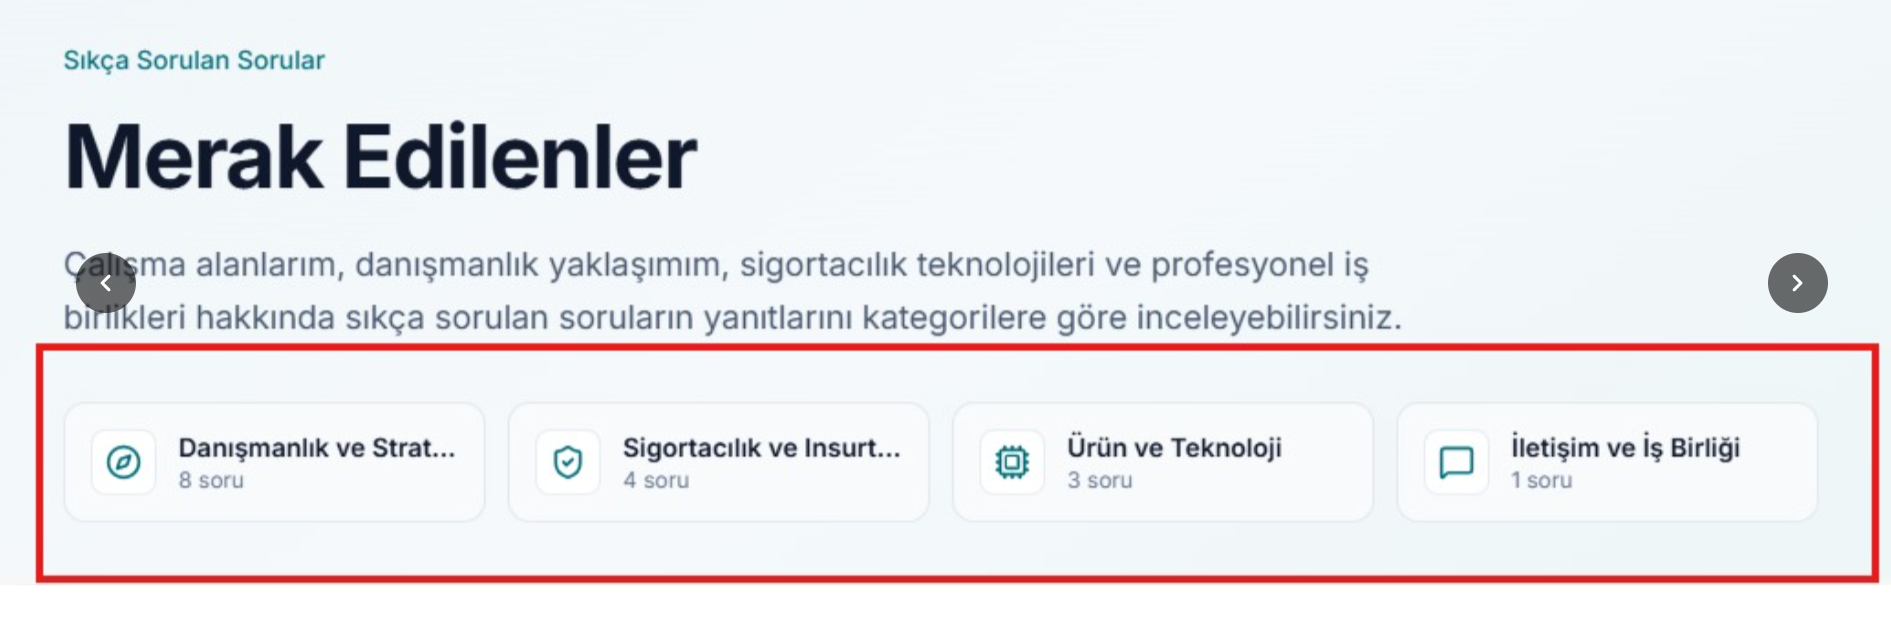 Sıkça Sorulan Sorular
Merak Edilenler
Çalışma alanlarım, danışmanlık yaklaşımım, sigortacılık teknolojileri ve profesyonel iş
birlikleri hakkında sıkça sorulan soruların yanıtlarını kategorilere göre inceleyebilirsiniz.
Danışmanlık ve Strat...
8 soru
Sigortacılık ve Insurt...
4 soru
Ürün ve Teknoloji
3 soru
İletişim ve İş Birliği
1 soru